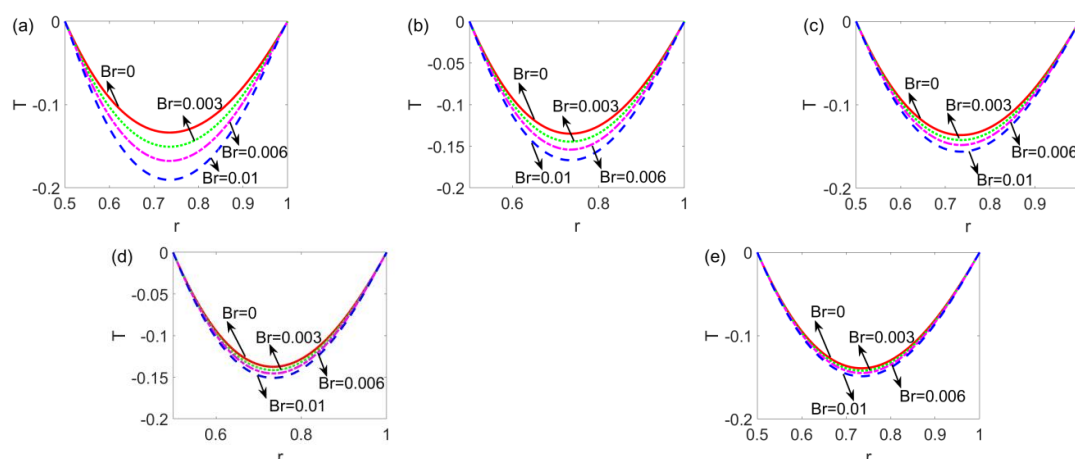 (a)
0
-0.1
-0.2
T
Br=0
Br=0.003
Br=0.006
Br=0.01
0.5 0.6 0.7 0.8 0.9 1
r
(b)
0
-0.05
-0.1
-0.15
-0.2
T
Br=0
Br=0.003
Br=0.01
Br=0.006
0.6 0.8 1
r
(c)
0
-0.1
-0.2
T
Br=0
Br=0.003
Br=0.006
Br=0.01
0.5 0.6 0.7 0.8 0.9
r
(d)
0
-0.05
-0.1
-0.15
-0.2
T
Br=0
Br=0.003
Br=0.006
Br=0.01
0.6 0.8 1
r
(e)
0
-0.1
-0.2
T
Br=0
Br=0.003
Br=0.006
Br=0.01
0.5 0.6 0.7 0.8 0.9 1
r